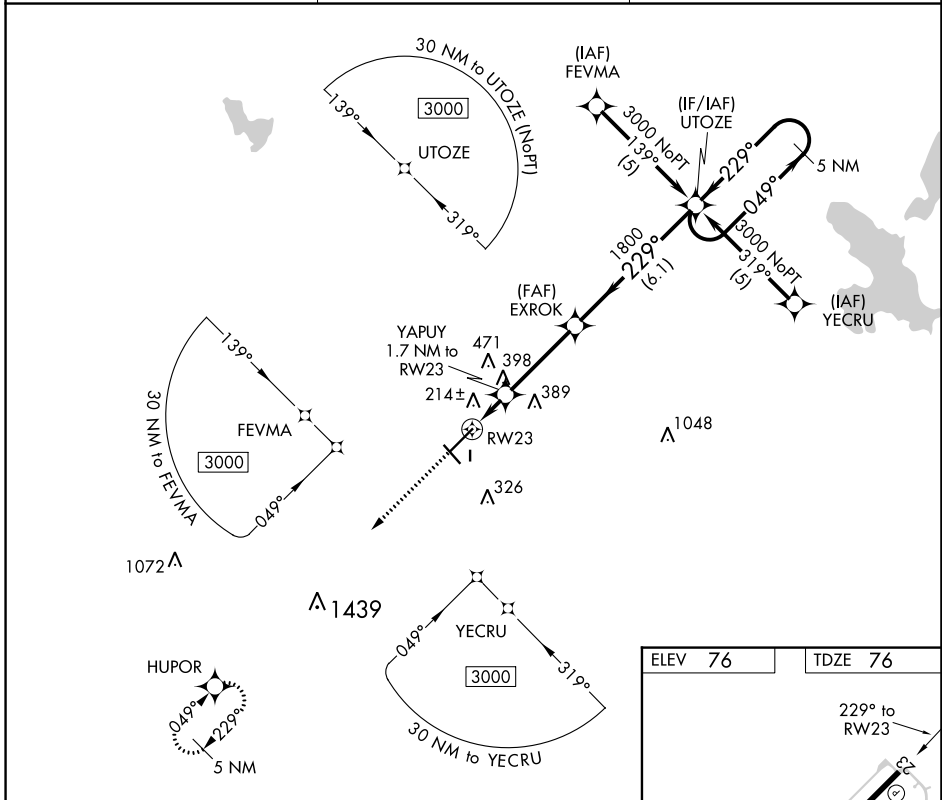 30 NM to UTOZE (NoPT)
139°
3000
UTOZE
319°
(IAF)
FEVMA
3000 NoPT
139°
(5)
(IF/IAF)
UTOZE
229°
049°
5 NM
3000 NoPT
319°
(5)
(IAF)
YECRU
1800
229°
(6.1)
(FAF)
EXROK
YAPUY
1.7 NM to
RW23
471
398
214±
389
1048
RW23
326
139°
FEVMA
30 NM to FEVMA
3000
049°
1072
1439
049°
YECRU
3000
319°
30 NM to YECRU
HUPOR
049°
229°
5 NM
ELEV 76
TDZE 76
229° to
RW23
23
P